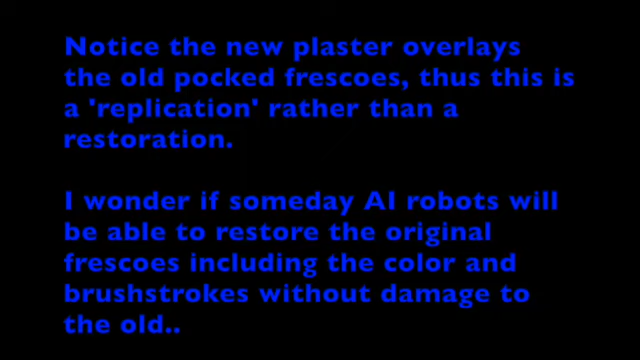 Notice the new plaster overlays
the old pocked frescoes, thus this is
a 'replication' rather than a
restoration.
I wonder if someday AI robots will
be able to restore the original
frescoes including the color and
brushstrokes without damage to
the old..